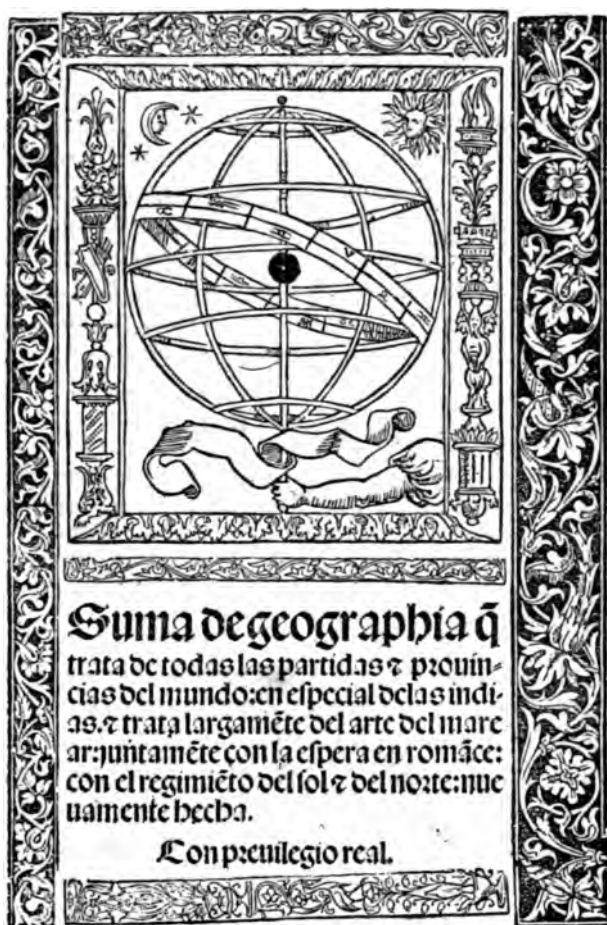 Suma de geographia q̃
trata de todas las partidas ⁊ prouin-
cias del mundo: en especial delas indi-
as. ⁊ trata largamẽte del arte del mare
ar: juntamẽte con la espera en romãce:
con el regimiẽto del sol ⁊ del norte: nue
uamente hecha.
Con preuilegio real.